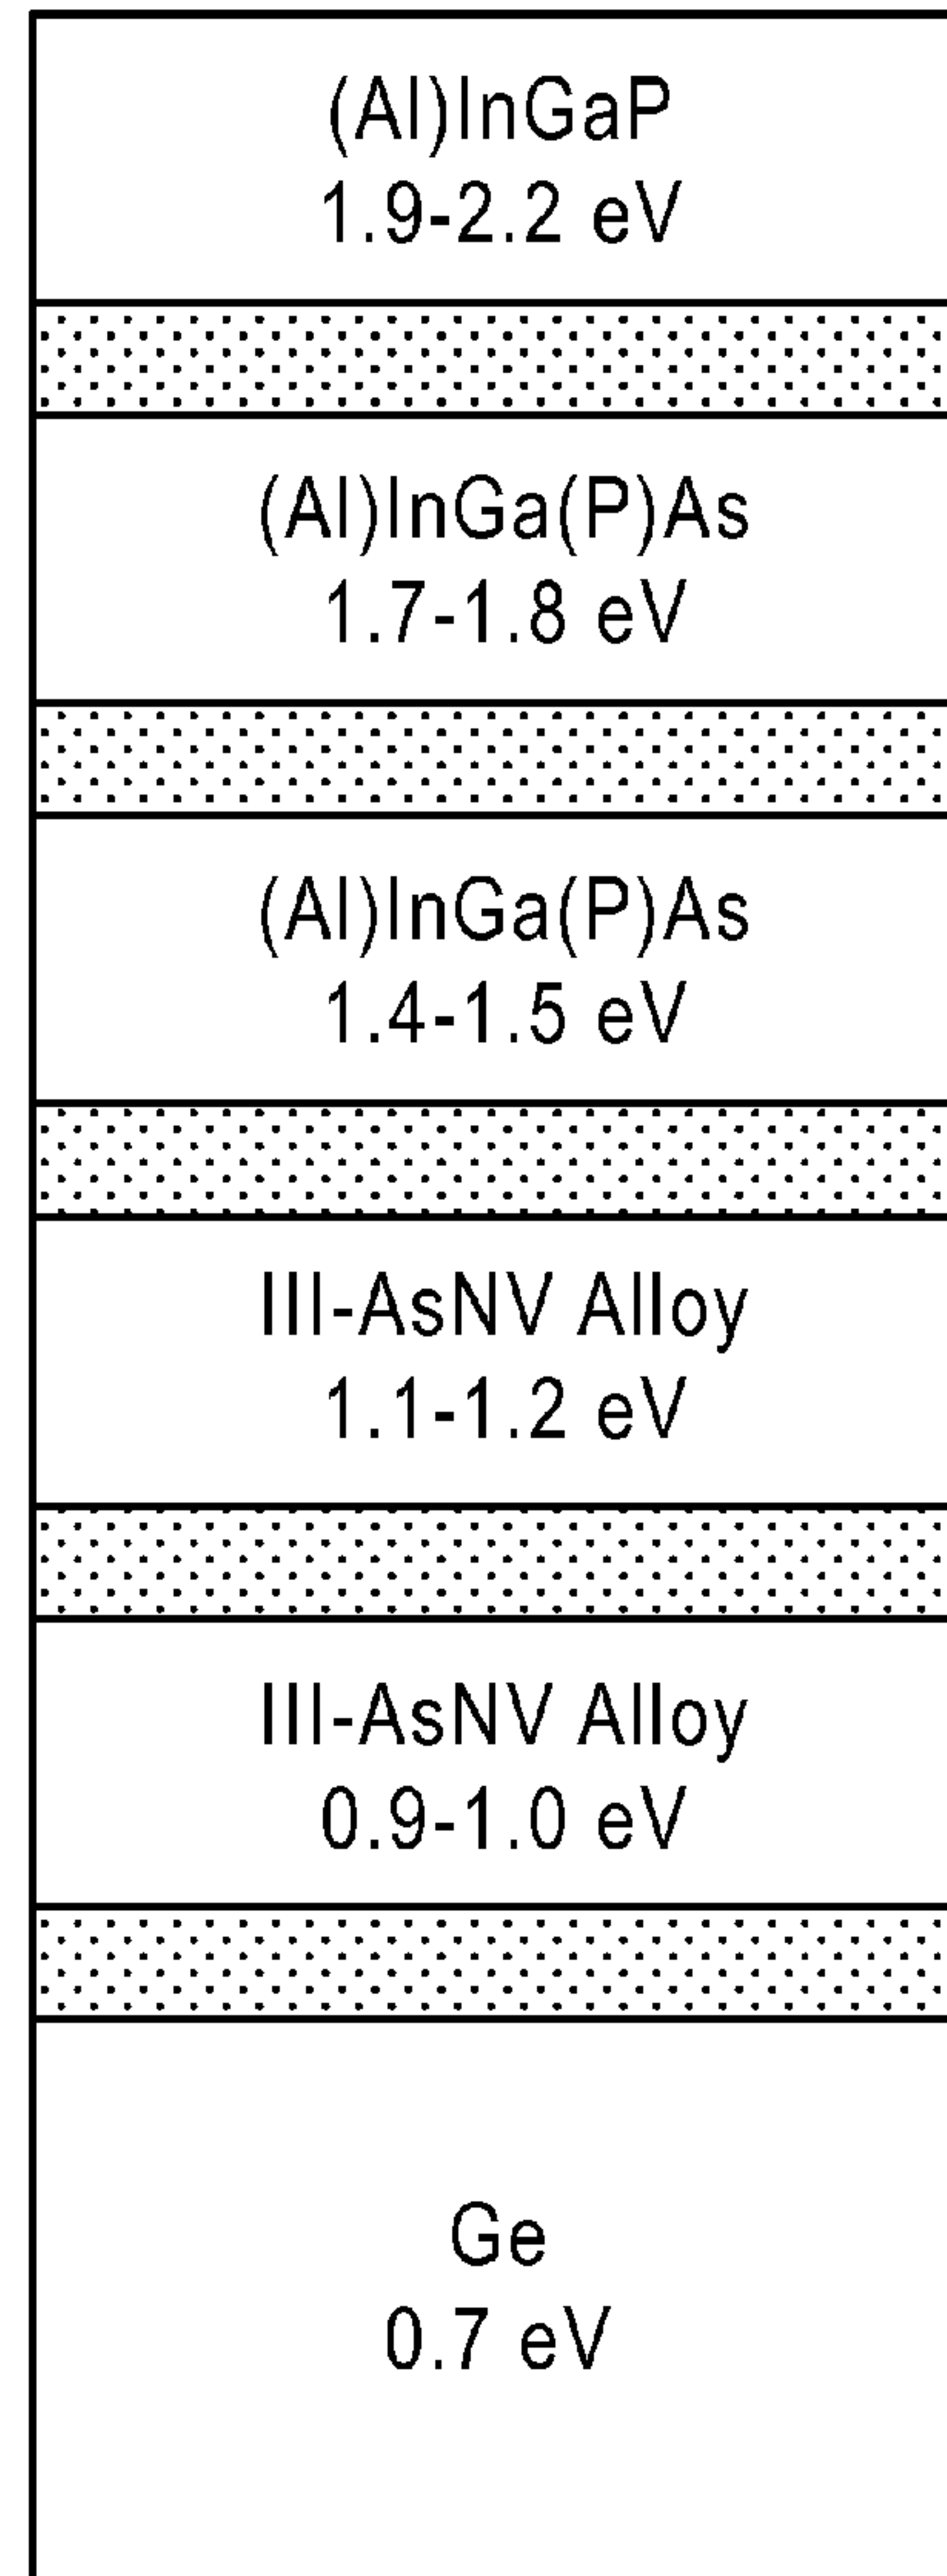 (Al)InGaP
1.9-2.2 eV
(Al)InGa(P)As
1.7-1.8 eV
(Al)InGa(P)As
1.4-1.5 eV
III-AsNV Alloy
1.1-1.2 eV
III-AsNV Alloy
0.9-1.0 eV
Ge
0.7 eV